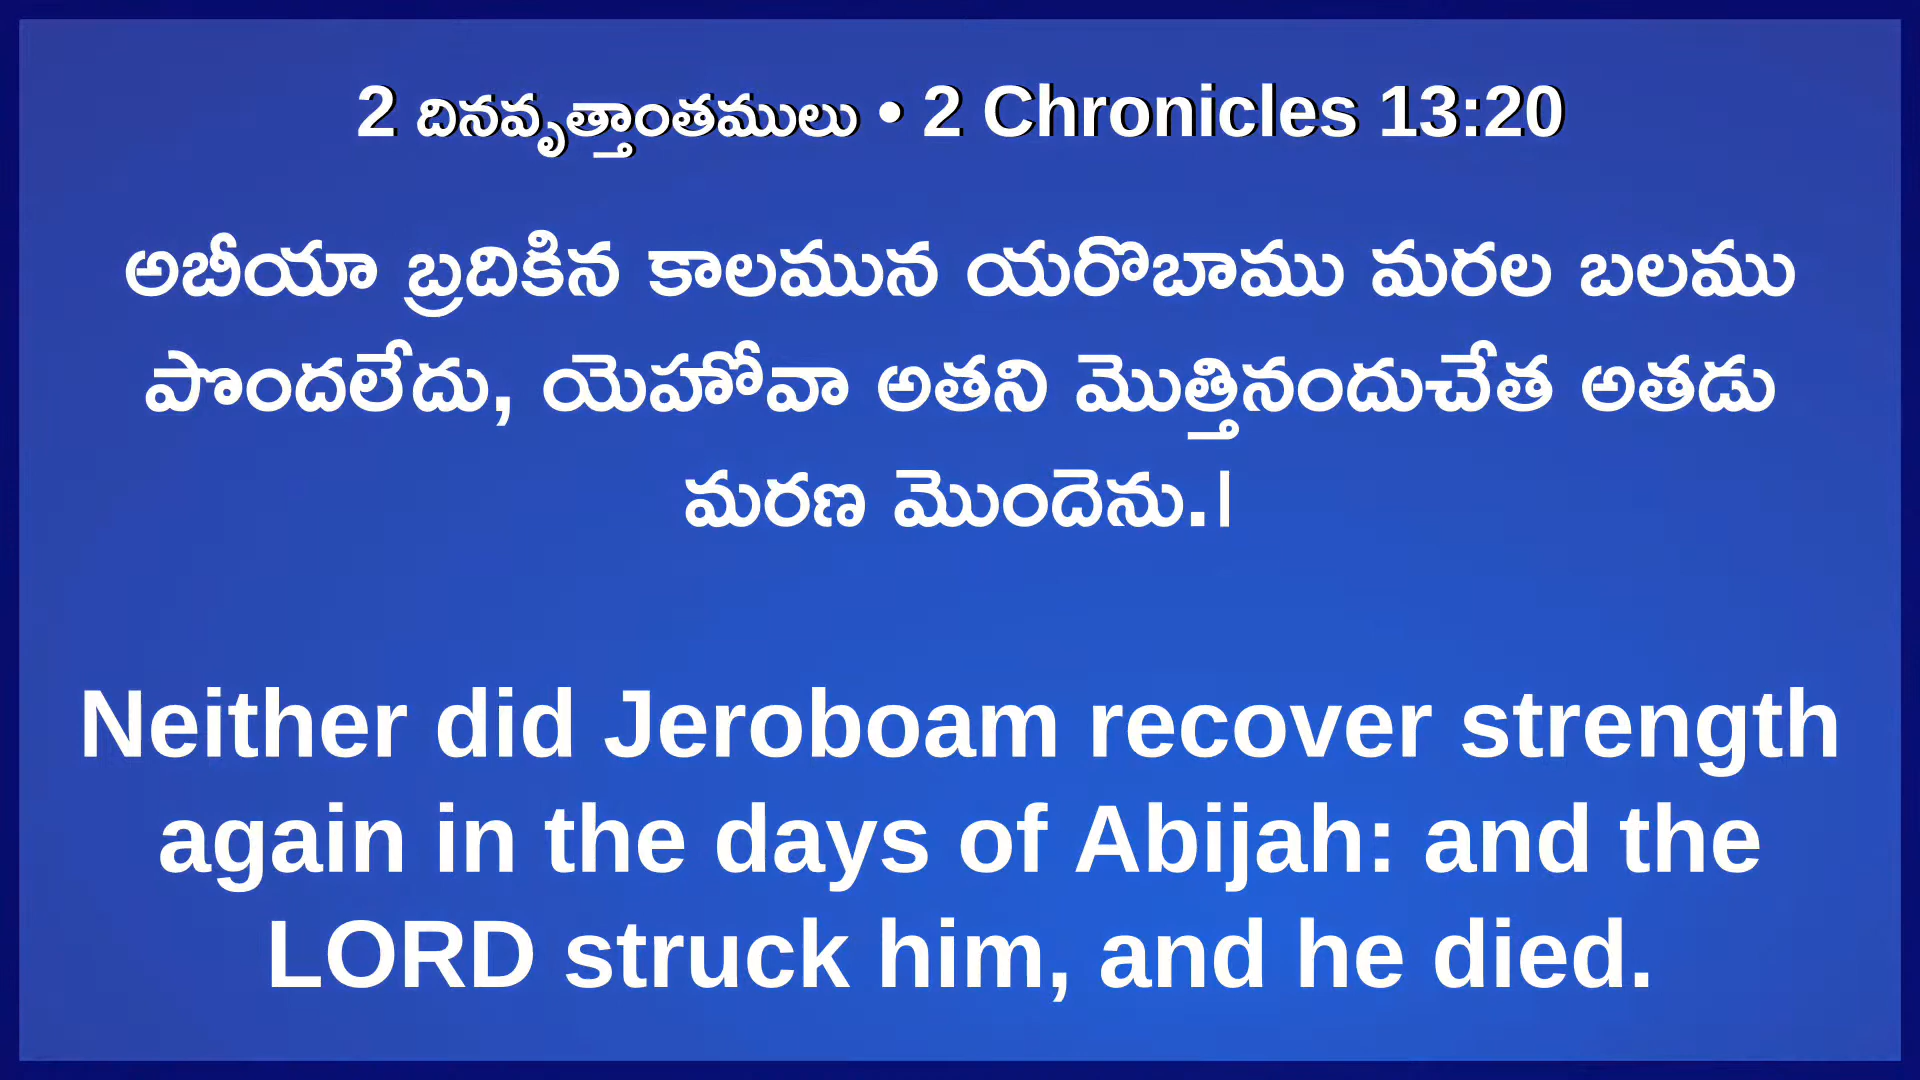 2 దినవృత్తాంతములు • 2 Chronicles 13:20
అబీయా బ్రదికిన కాలమున యరొబాము మరల బలము
పొందలేదు, యెహోవా అతని మొత్తినందుచేత అతడు
మరణ మొందెను.।
Neither did Jeroboam recover strength
again in the days of Abijah: and the
LORD struck him, and he died.